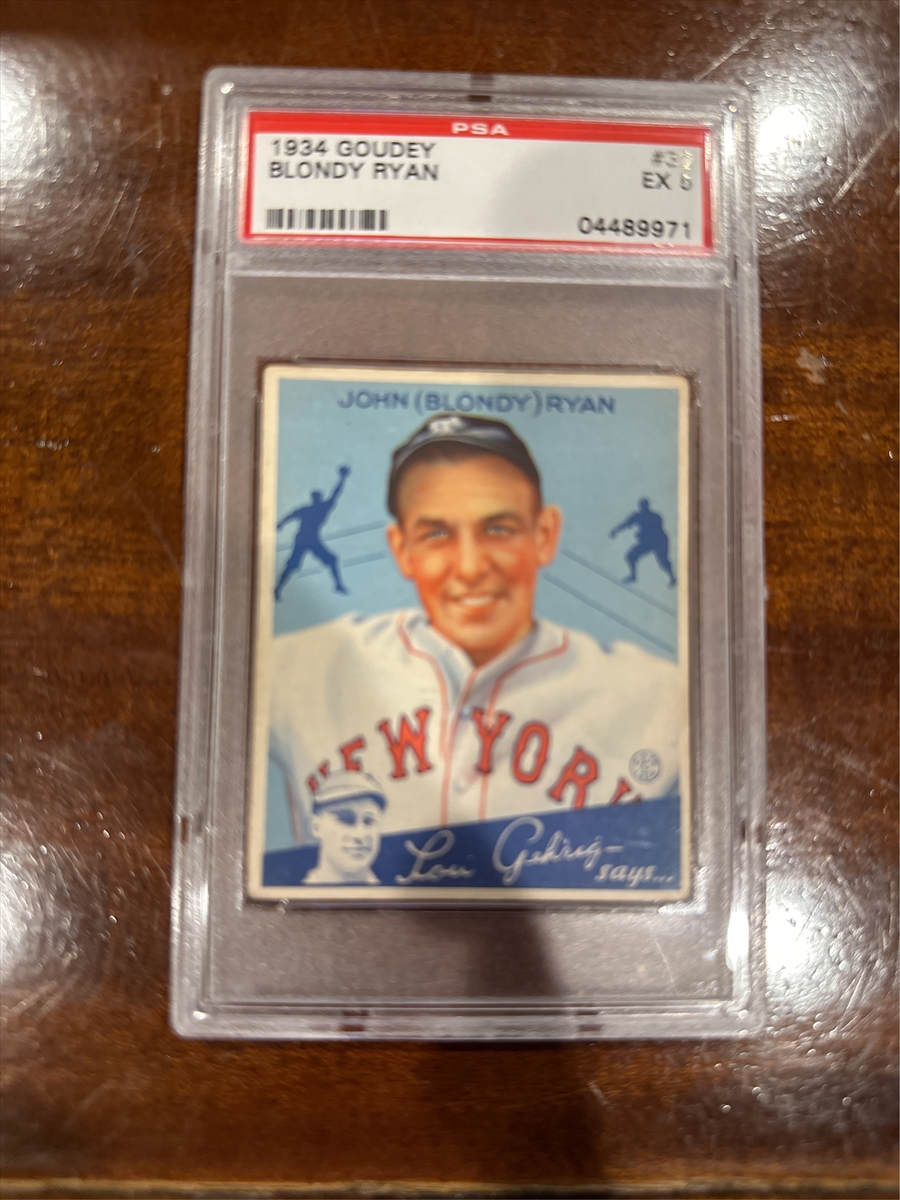 PSA
1934 GOUDEY
BLONDY RYAN
EX 5
04489971
JOHN (BLONDY) RYAN
NEW YORK
Lou Gehrig-
says...